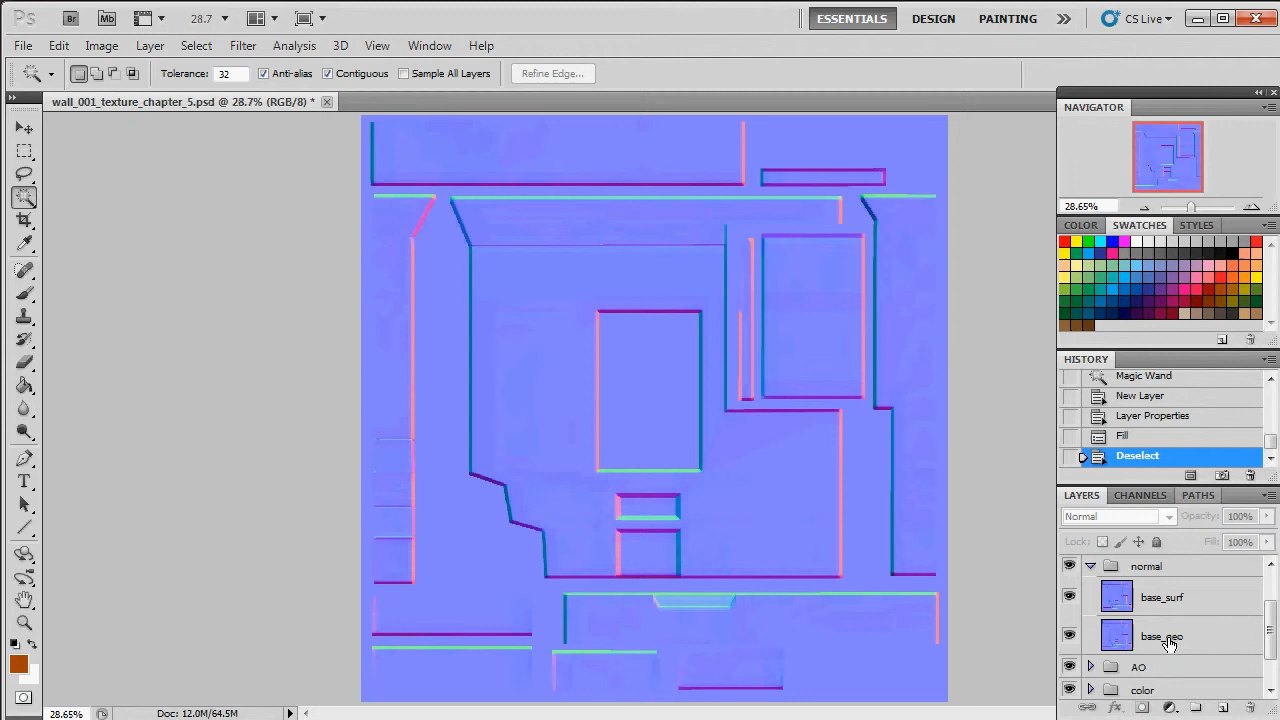 Ps Br Mb 28.7 ESSENTIALS DESIGN PAINTING CS Live
File Edit Image Layer Select Filter Analysis 3D View Window Help
Tolerance: 32 Anti-alias Contiguous Sample All Layers Refine Edge...
wall_001_texture_chapter_5.psd @ 28.7% (RGB/8) *
NAVIGATOR
28.65%
COLOR SWATCHES STYLES
HISTORY
Magic Wand
New Layer
Layer Properties
Fill
Deselect
LAYERS CHANNELS PATHS
Normal Opacity: 100%
Lock: Fill: 100%
normal
base_surf
base_geo
AO
color
28.65% Doc: 12.0M/64.5M